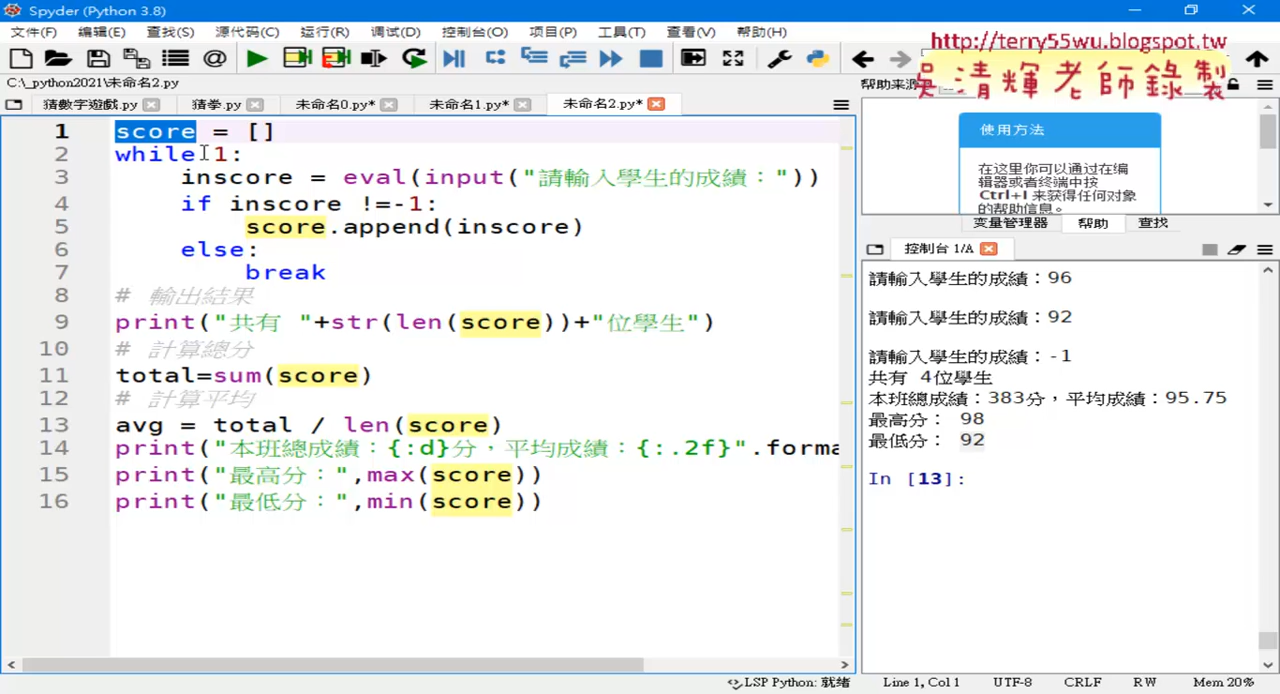 Spyder (Python 3.8)
文件(F) 编辑(E) 查找(S) 源代码(C) 运行(R) 调试(D) 控制台(O) 项目(P) 工具(T) 查看(V) 帮助(H)
http://terry55wu.blogspot.tw
吳清輝老師錄製
C:\_python2021\未命名2.py
帮助来源
猜數字遊戲.py 猜拳.py 未命名0.py* 未命名1.py* 未命名2.py*
使用方法
在这里你可以通过在编
辑器或者终端中按
Ctrl+I 来获得任何对象
的帮助信息。
变量管理器 帮助 查找
控制台 1/A
1 score = []
2 while 1:
3 inscore = eval(input("請輸入學生的成績："))
4 if inscore !=-1:
5 score.append(inscore)
6 else:
7 break
8 # 輸出結果
9 print("共有 "+str(len(score))+"位學生")
10 # 計算總分
11 total=sum(score)
12 # 計算平均
13 avg = total / len(score)
14 print("本班總成績：{:d}分，平均成績：{:.2f}".forma
15 print("最高分：",max(score))
16 print("最低分：",min(score))
請輸入學生的成績：96
請輸入學生的成績：92
請輸入學生的成績：-1
共有 4位學生
本班總成績：383分，平均成績：95.75
最高分： 98
最低分： 92
In [13]:
LSP Python: 就绪 Line 1, Col 1 UTF-8 CRLF RW Mem 20%